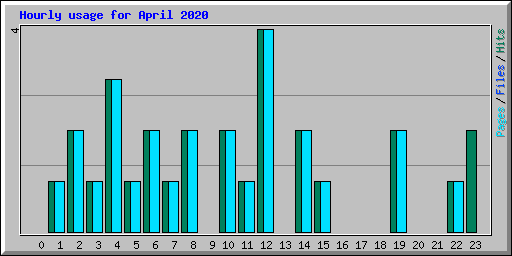 Hourly usage for April 2020
4
Pages/Files/Hits
0 1 2 3 4 5 6 7 8 9 10 11 12 13 14 15 16 17 18 19 20 21 22 23